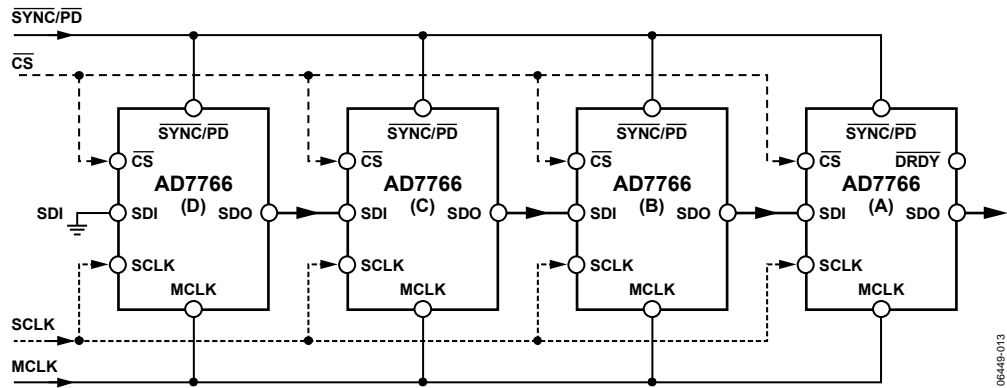 SYNC/PD
CS
SYNC/PD
SYNC/PD
SYNC/PD
SYNC/PD
CS
CS
CS
CS
DRDY
AD7766
(D)
AD7766
(C)
AD7766
(B)
AD7766
(A)
SDI
SDI
SDO
SDI
SDO
SDI
SDO
SDI
SDO
SCLK
SCLK
SCLK
SCLK
MCLK
MCLK
MCLK
MCLK
SCLK
MCLK
06449-013